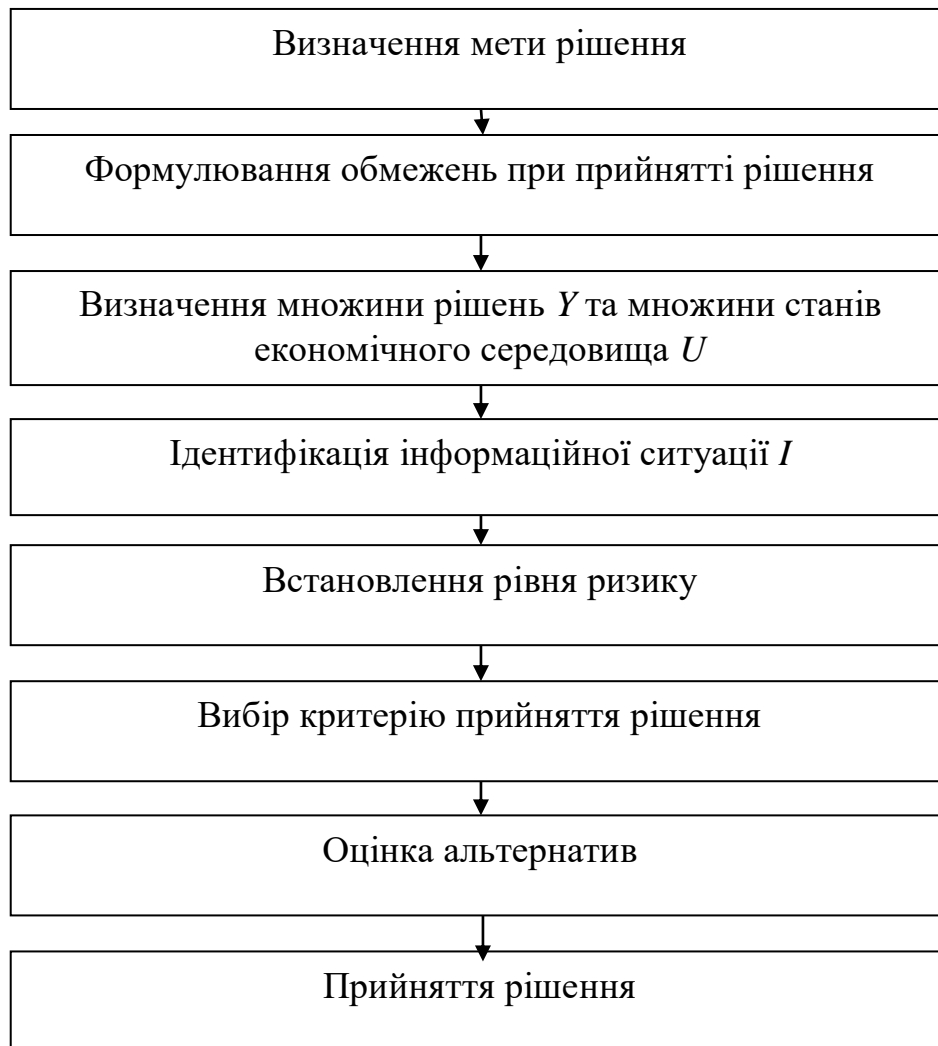 Визначення мети рішення
Формулювання обмежень при прийнятті рішення
Визначення множини рішень Y та множини станів
економічного середовища U
Ідентифікація інформаційної ситуації I
Встановлення рівня ризику
Вибір критерію прийняття рішення
Оцінка альтернатив
Прийняття рішення